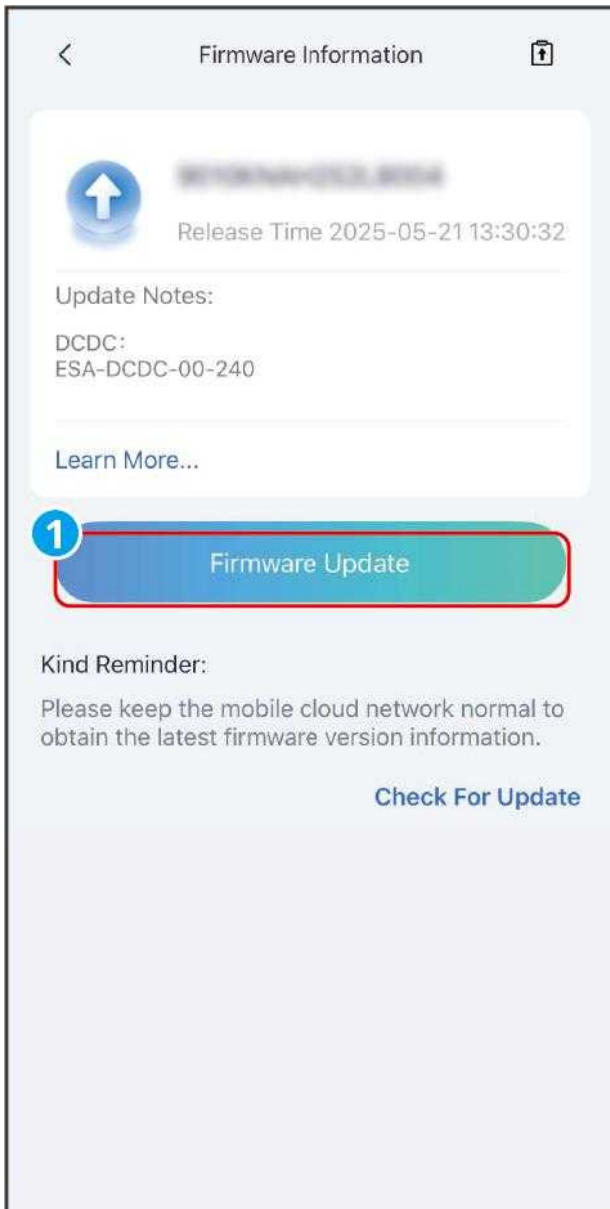 Firmware Information
Release Time 2025-05-21 13:30:32
Update Notes:
DCDC:
ESA-DCDC-00-240
Learn More...
1
Firmware Update
Kind Reminder:
Please keep the mobile cloud network normal to
obtain the latest firmware version information.
Check For Update